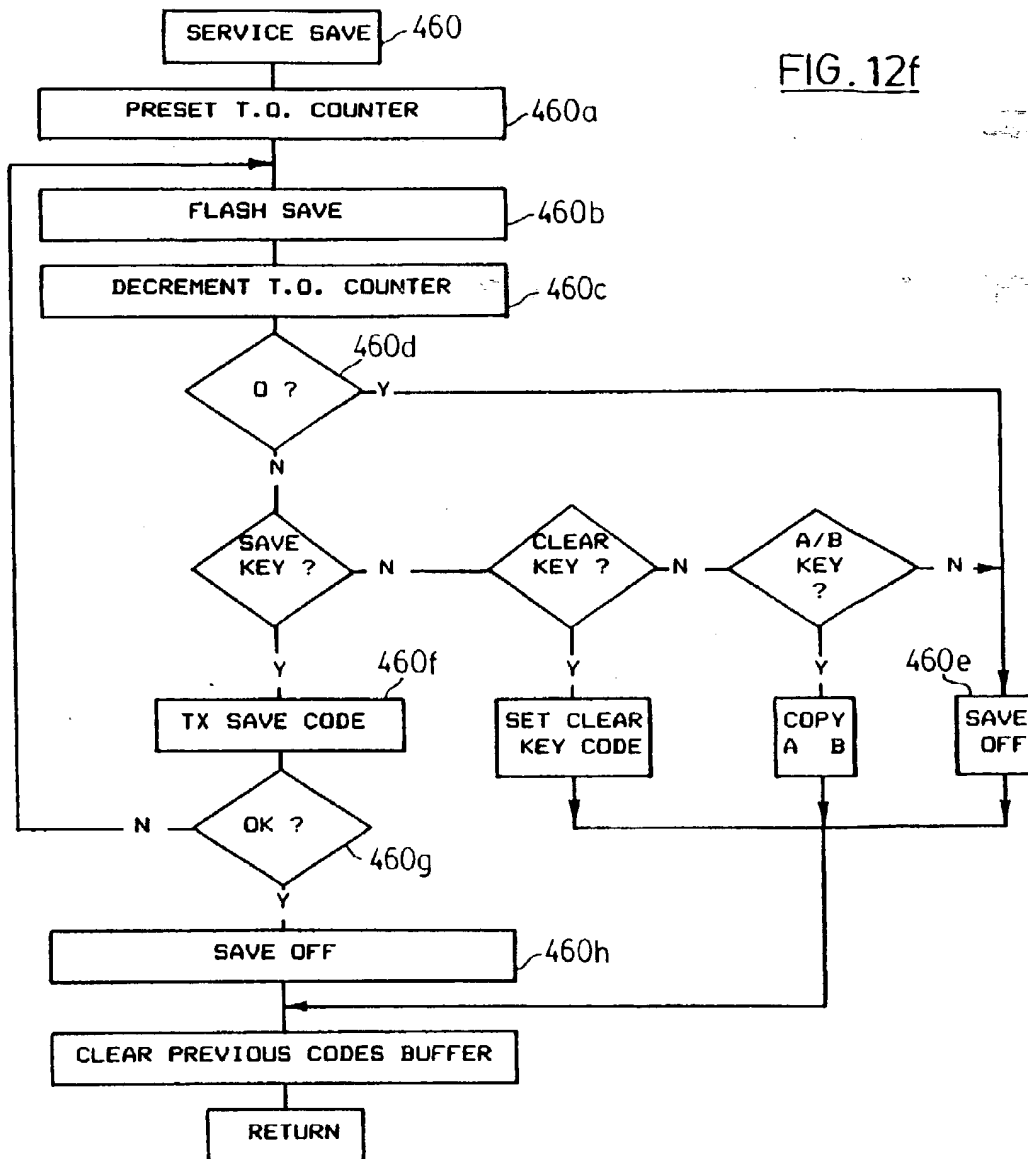 SERVICE SAVE
460
FIG. 12f
PRESET T.O. COUNTER
460a
FLASH SAVE
460b
DECREMENT T.O. COUNTER
460c
460d
0 ?
Y
N
SAVE
KEY ?
N
CLEAR
KEY ?
N
A/B
KEY
?
N
Y
460f
Y
Y
460e
TX SAVE CODE
SET CLEAR
KEY CODE
COPY
A B
SAVE
OFF
N
OK ?
460g
Y
SAVE OFF
460h
CLEAR PREVIOUS CODES BUFFER
RETURN